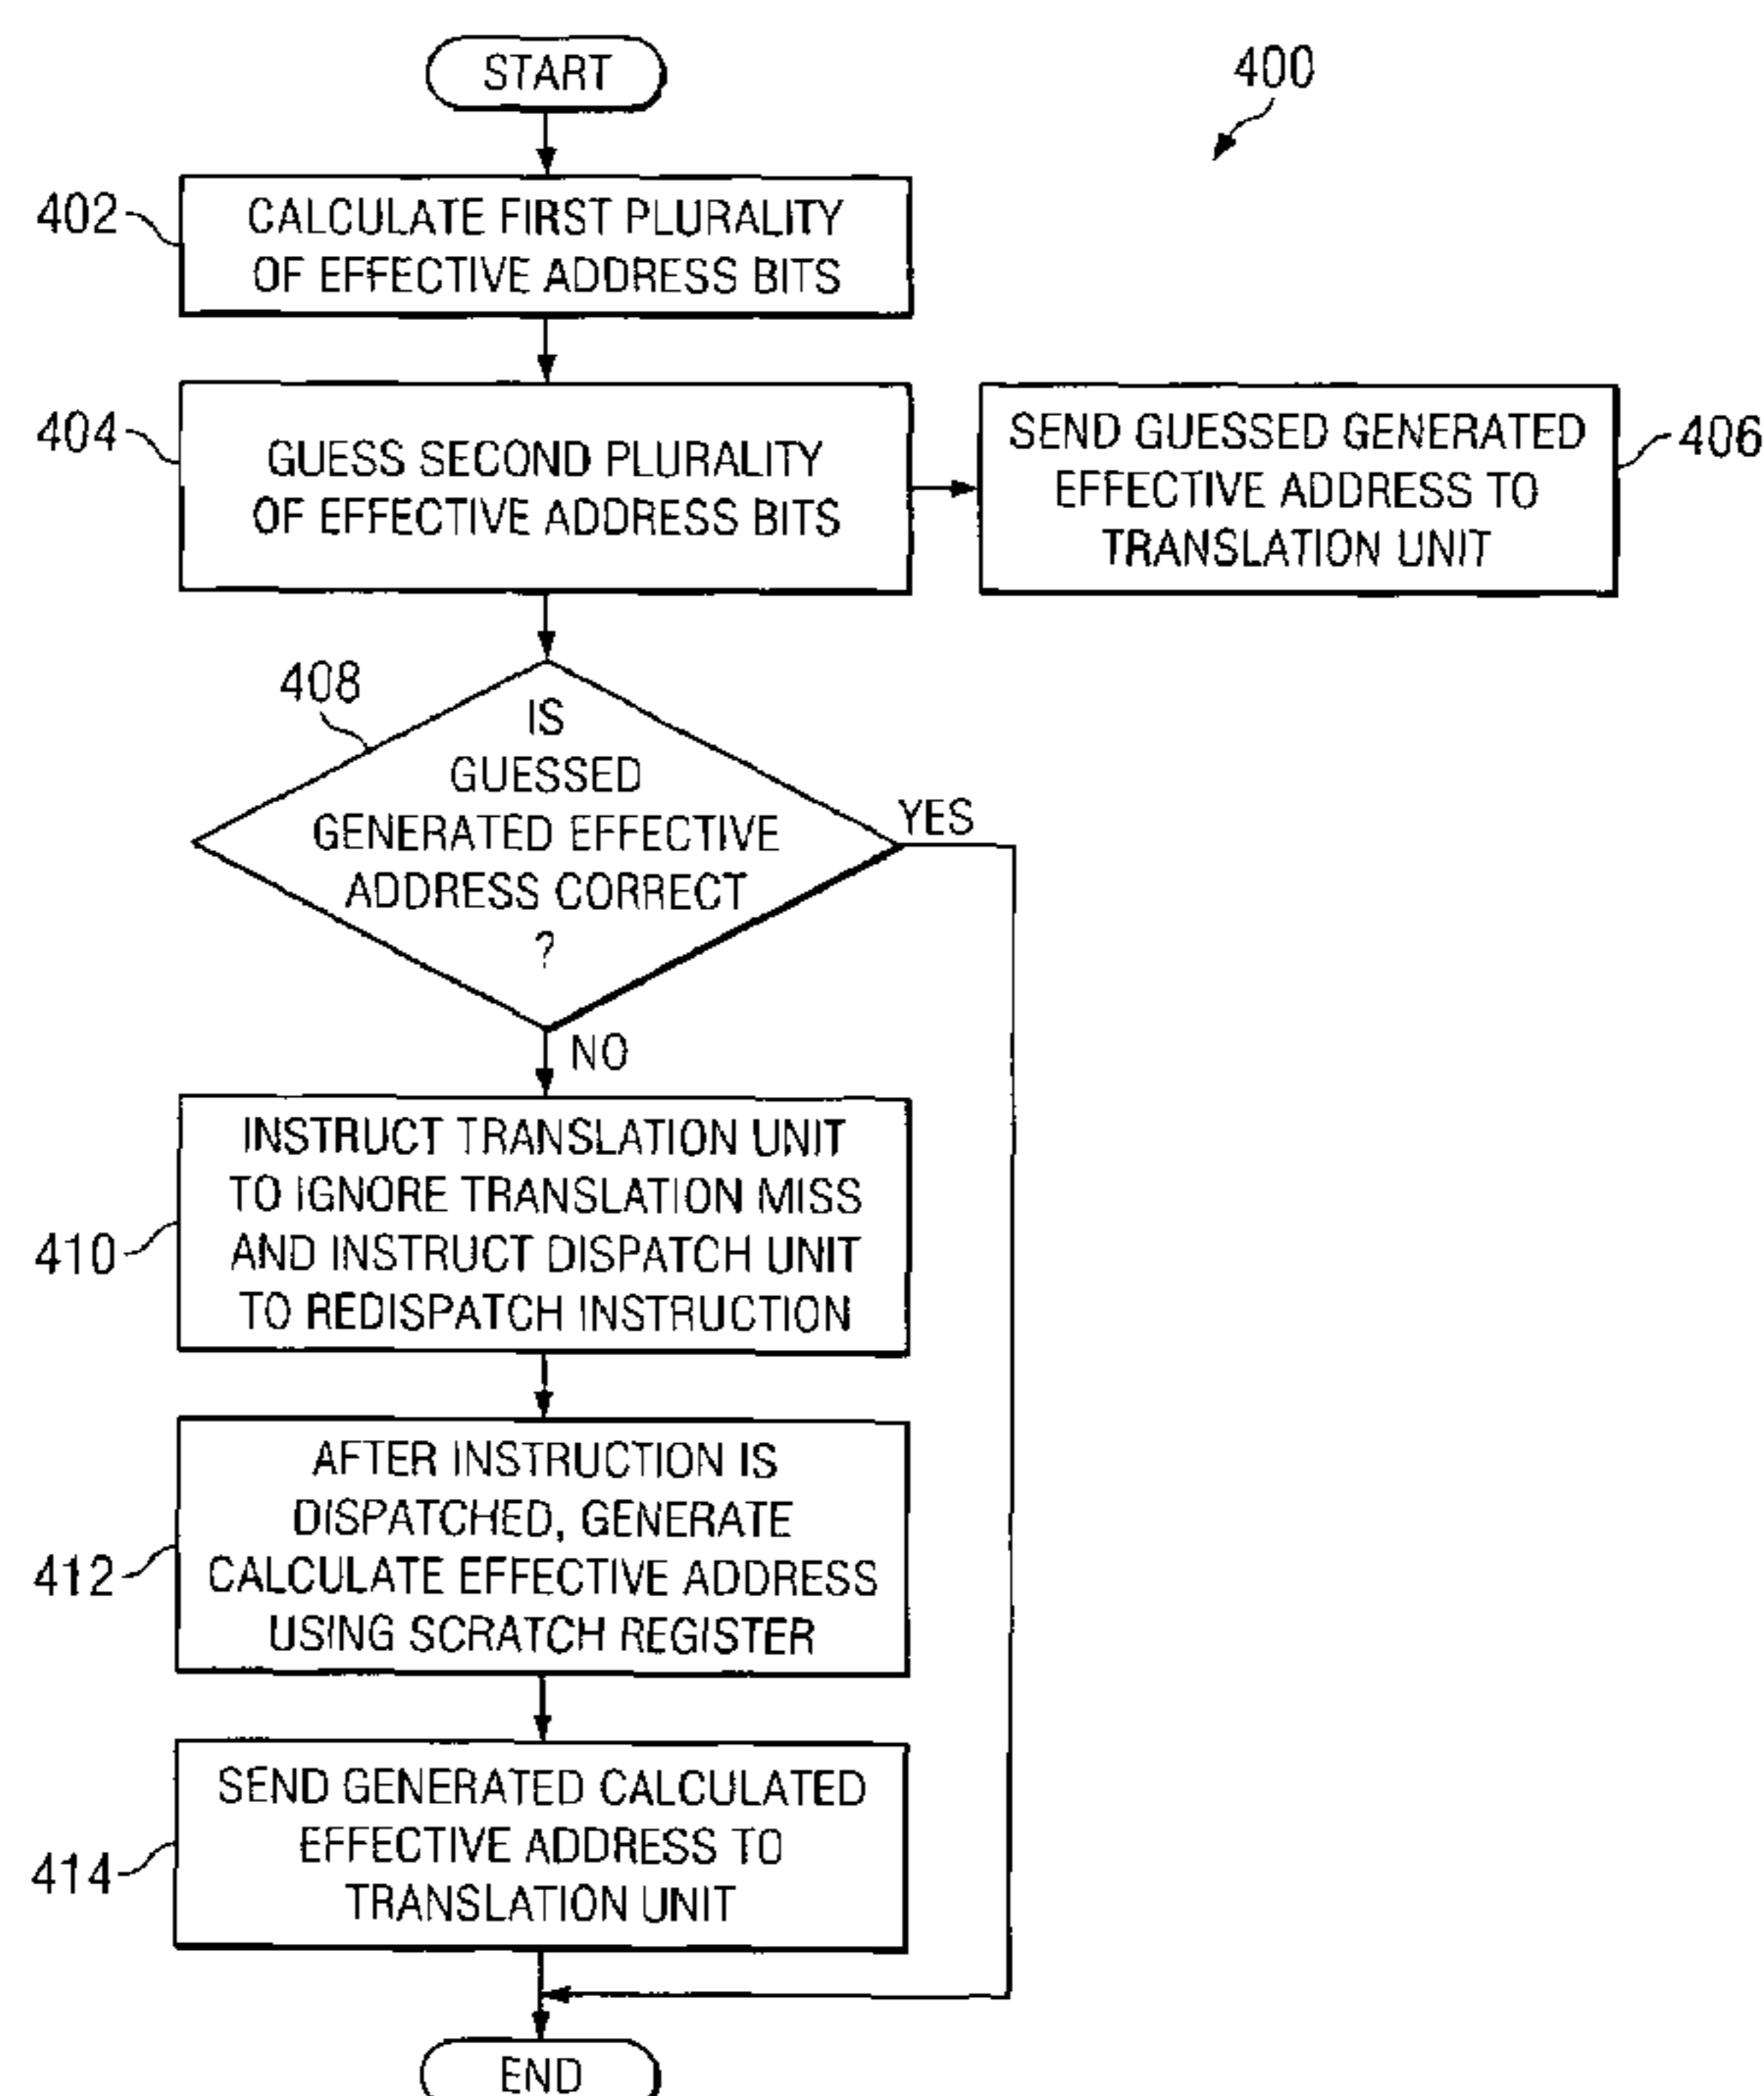 START
400
402
CALCULATE FIRST PLURALITY
OF EFFECTIVE ADDRESS BITS
404
GUESS SECOND PLURALITY
OF EFFECTIVE ADDRESS BITS
SEND GUESSED GENERATED
EFFECTIVE ADDRESS TO
TRANSLATION UNIT
406
408
IS
GUESSED
GENERATED EFFECTIVE
ADDRESS CORRECT
?
YES
NO
410
INSTRUCT TRANSLATION UNIT
TO IGNORE TRANSLATION MISS
AND INSTRUCT DISPATCH UNIT
TO REDISPATCH INSTRUCTION
412
AFTER INSTRUCTION IS
DISPATCHED, GENERATE
CALCULATE EFFECTIVE ADDRESS
USING SCRATCH REGISTER
414
SEND GENERATED CALCULATED
EFFECTIVE ADDRESS TO
TRANSLATION UNIT
END